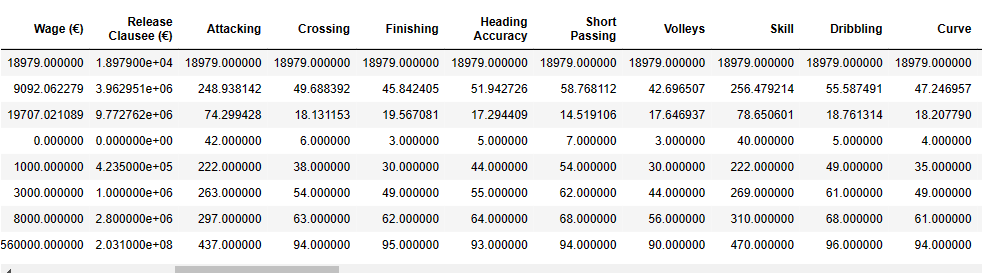 Wage (€) Release Clausee (€) Attacking Crossing Finishing Heading Accuracy Short Passing Volleys Skill Dribbling Curve
18979.000000 1.897900e+04 18979.000000 18979.000000 18979.000000 18979.000000 18979.000000 18979.000000 18979.000000 18979.000000 18979.000000
9092.062279 3.962951e+06 248.938142 49.688392 45.842405 51.942726 58.768112 42.696507 256.479214 55.587491 47.246957
19707.021089 9.772762e+06 74.299428 18.131153 19.567081 17.294409 14.519106 17.646937 78.650601 18.761314 18.207790
0.000000 0.000000e+00 42.000000 6.000000 3.000000 5.000000 7.000000 3.000000 40.000000 5.000000 4.000000
1000.000000 4.235000e+05 222.000000 38.000000 30.000000 44.000000 54.000000 30.000000 222.000000 49.000000 35.000000
3000.000000 1.000000e+06 263.000000 54.000000 49.000000 55.000000 62.000000 44.000000 269.000000 61.000000 49.000000
8000.000000 2.800000e+06 297.000000 63.000000 62.000000 64.000000 68.000000 56.000000 310.000000 68.000000 61.000000
560000.000000 2.031000e+08 437.000000 94.000000 95.000000 93.000000 94.000000 90.000000 470.000000 96.000000 94.000000